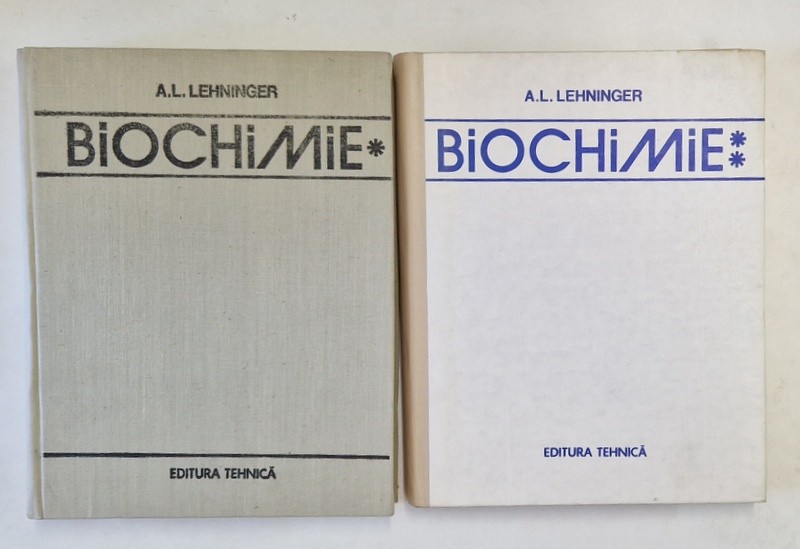 A.L. LEHNINGER
BiOCHiMiE*
EDITURA TEHNICĂ
A.L. LEHNINGER
BiOCHiMiE**
EDITURA TEHNICĂ